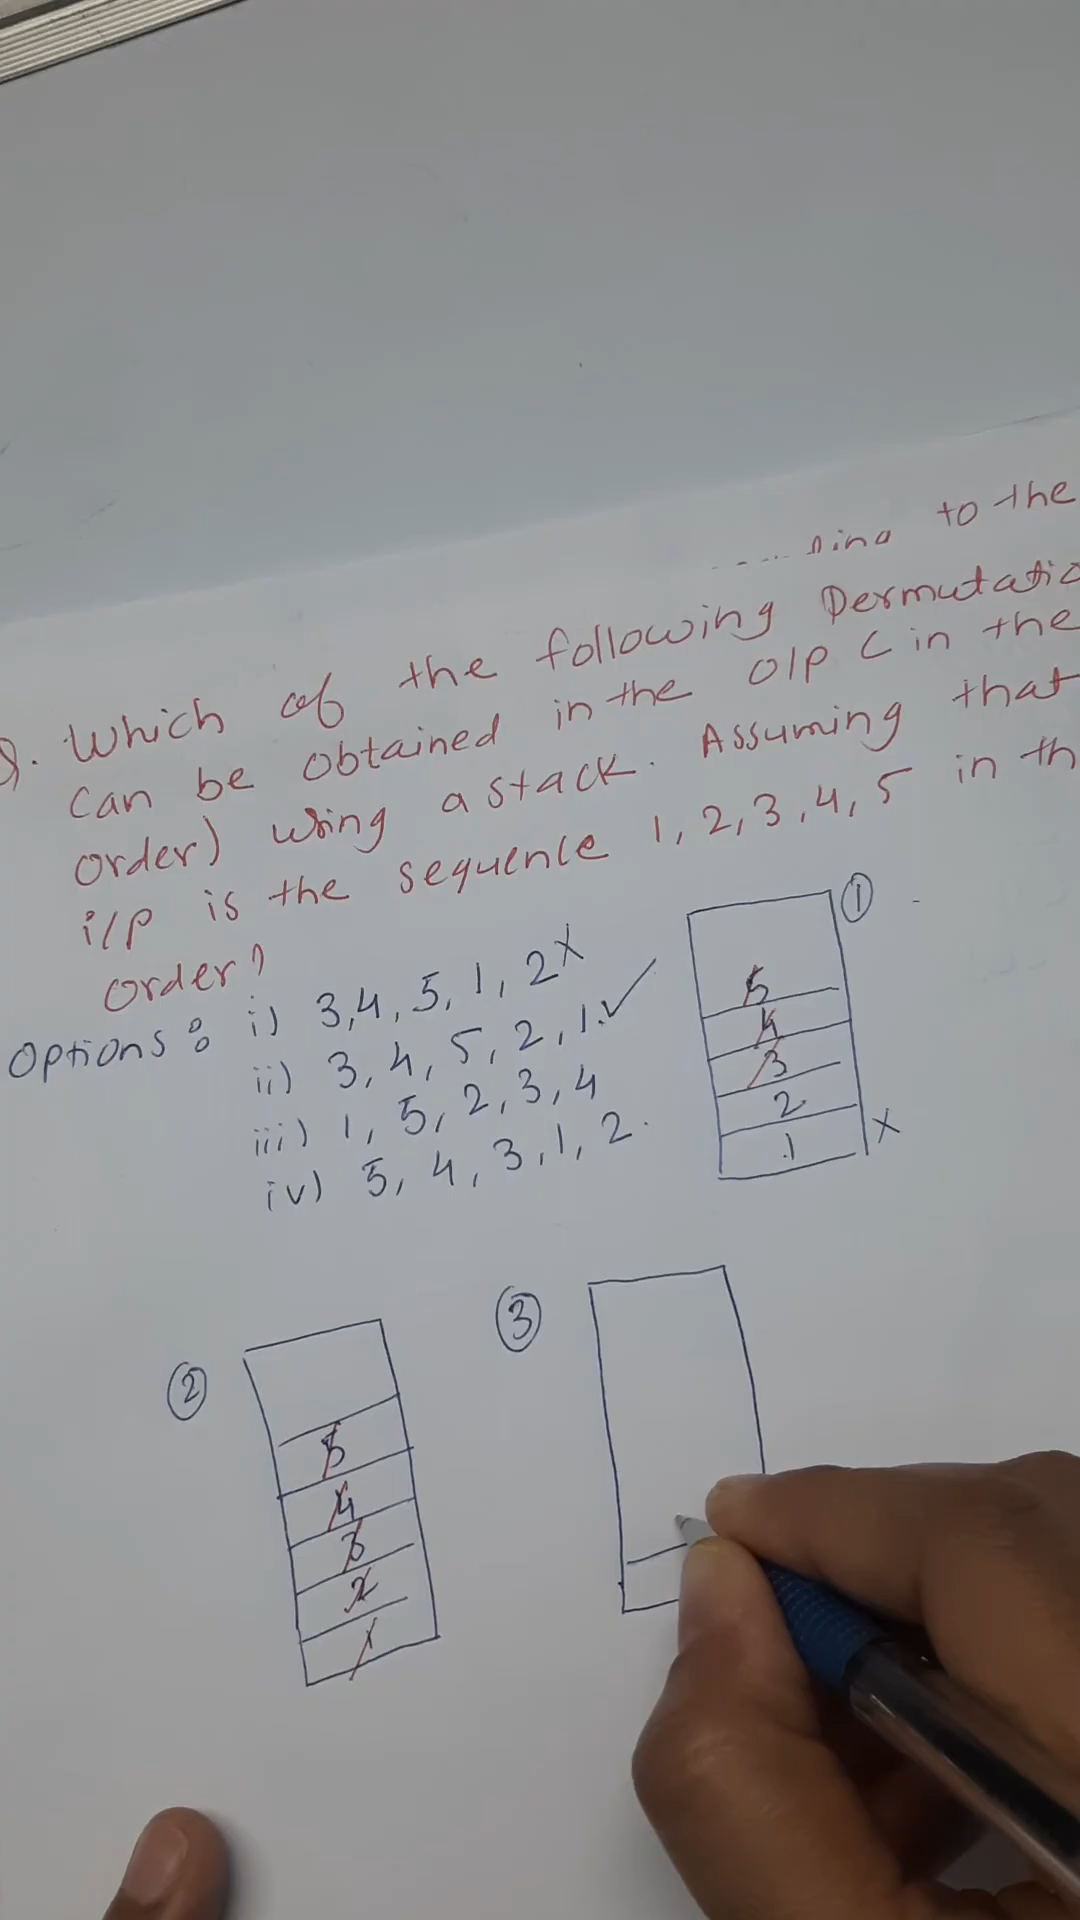 to the
Q. Which of the following Permutatio
can be obtained in the O/P C in the
order) using a stack. Assuming that
i/P is the sequence 1, 2, 3, 4, 5 in th
order?
options: i) 3, 4, 5, 1, 2 X
ii) 3, 4, 5, 2, 1. ✓
iii) 1, 5, 2, 3, 4
iv) 5, 4, 3, 1, 2.
①
5
4
3
2
1 X
②
5
4
3
2
1
③